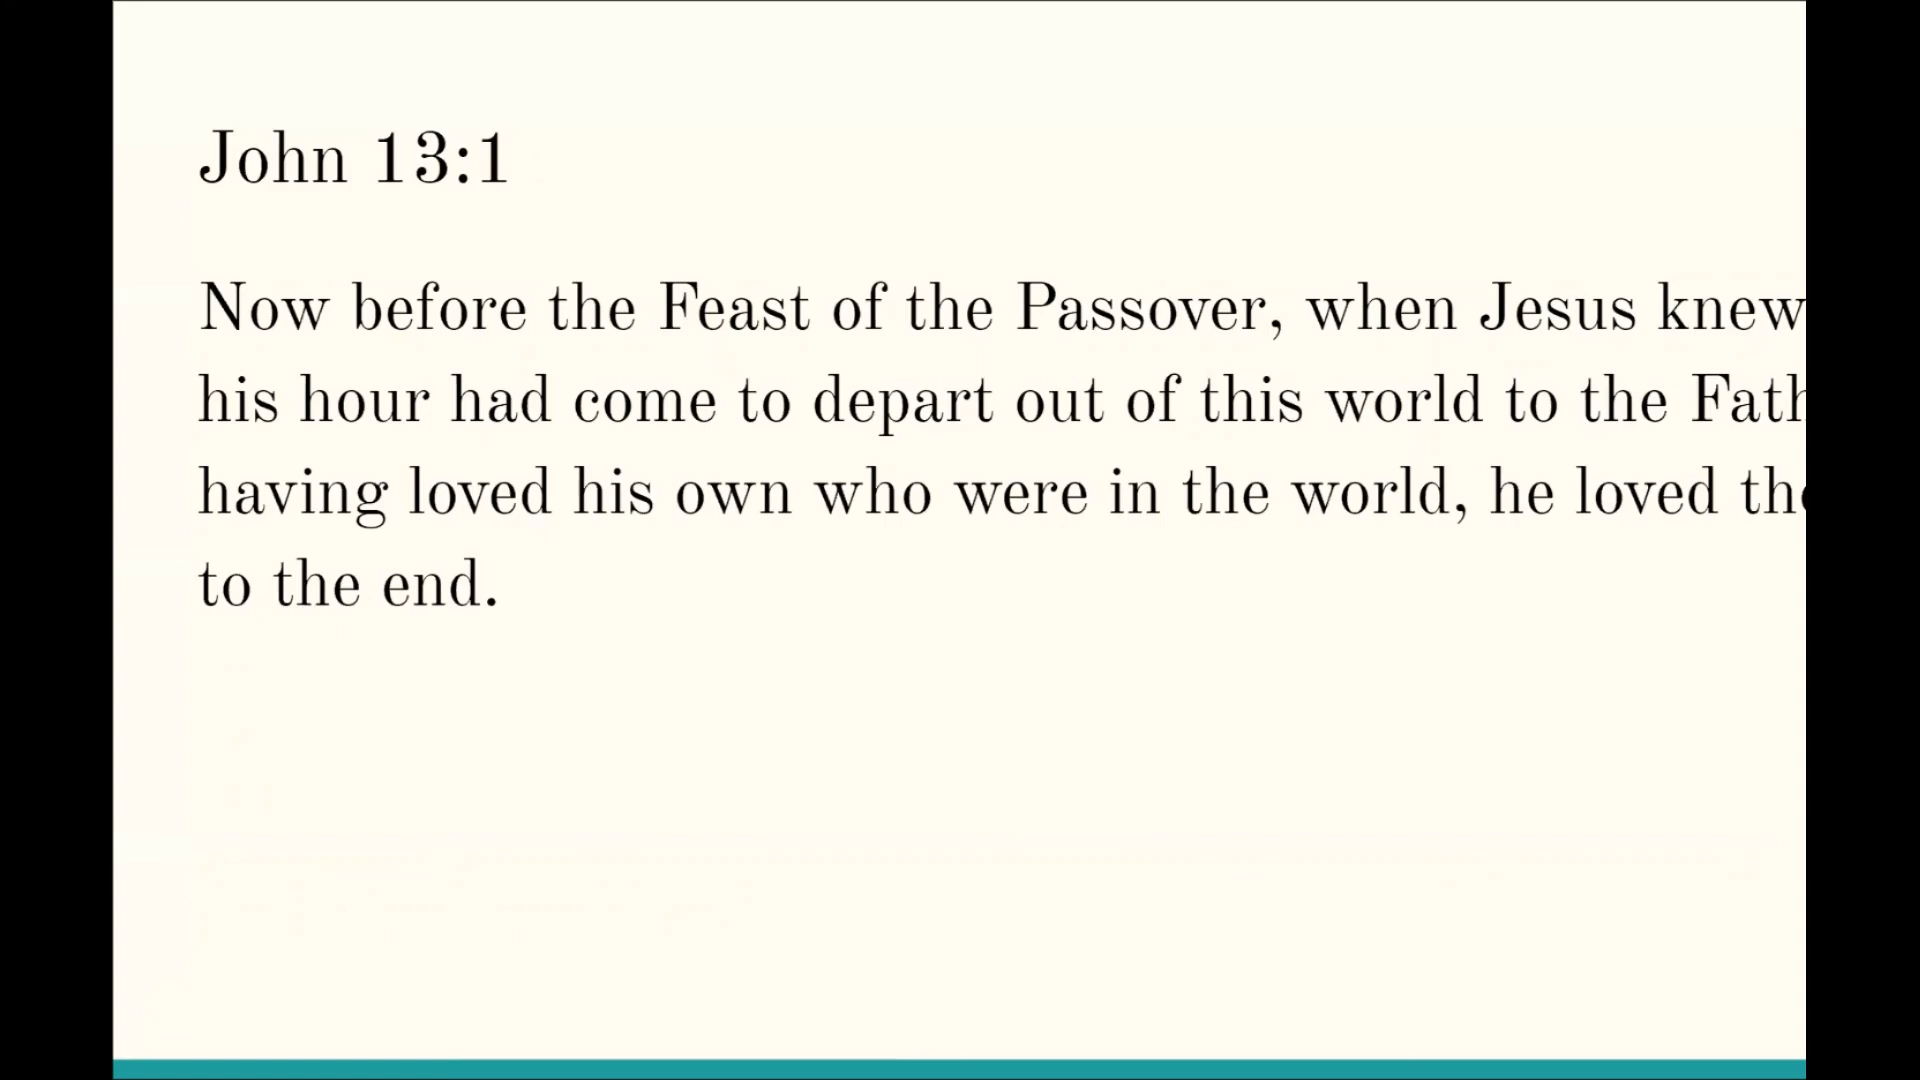 John 13:1
Now before the Feast of the Passover, when Jesus knew
his hour had come to depart out of this world to the
having loved his own who were in the world, he loved
to the end.